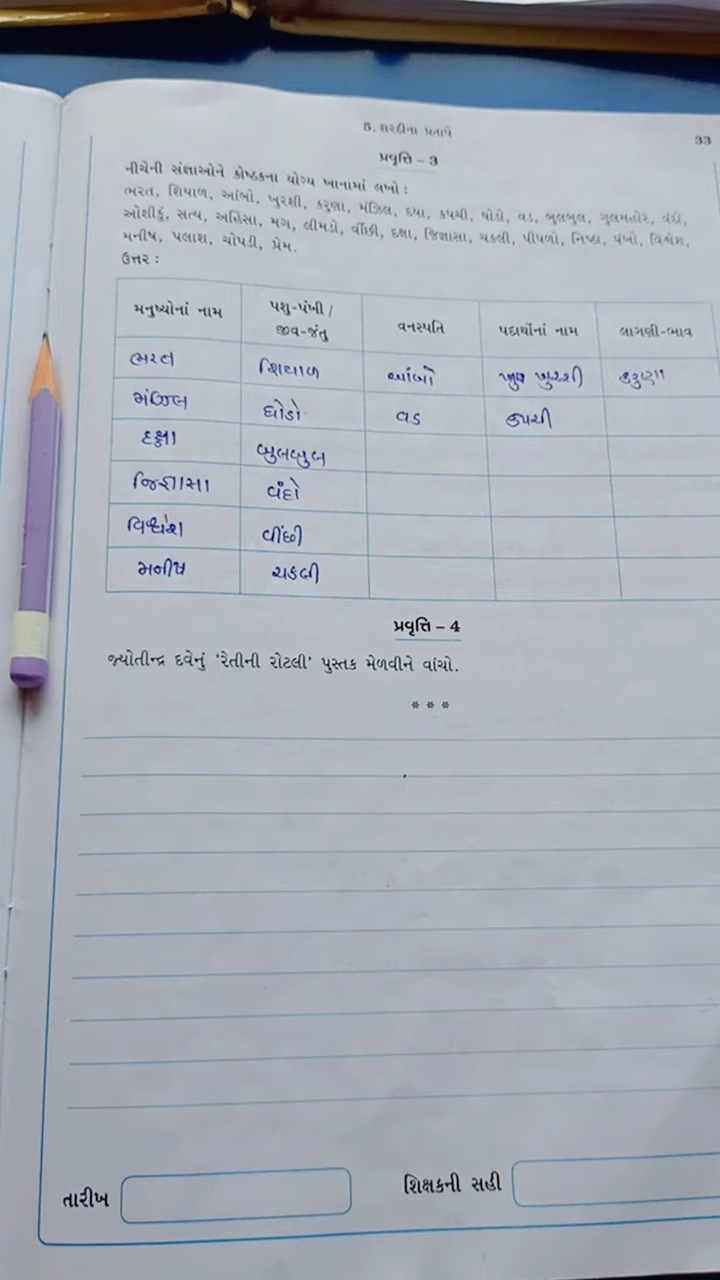 5. શરદીના પ્રતાપે
33
પ્રવૃત્તિ – ૩
નીચેની સંજ્ઞાઓને કોષ્ઠકના યોગ્ય ખાનામાં લખો :
ભરત, શિયાળ, આંબો, ખુરશી, કરુણા, મંઝિલ, દયા, કપચી, ઘોડો, વડ, બુલબુલ, ગુલમહોર, વંદો,
ઓશીકું, સત્ય, અહિંસા, મગ, લીમડો, વીંછી, દક્ષા, જિજ્ઞાસા, ચકલી, પીપળો, નિષ્ઠા, પંખો, વિશ્વેશ,
મનીષ, પલાશ, ચોપડી, પ્રેમ.
ઉત્તર :
મનુષ્યોનાં નામ પશુ-પંખી / જીવ-જંતુ વનસ્પતિ પદાર્થોનાં નામ લાગણી-ભાવ
ભરત શિયાળ આંબો ખુરશી કરુણા
મંઝિલ ઘોડો વડ કપચી
દક્ષા બુલબુલ
જિજ્ઞાસા વંદો
વિશ્વેશ વીંછી
મનીષ ચકલી
પ્રવૃત્તિ – 4
જ્યોતીન્દ્ર દવેનું ‘રેતીની રોટલી’ પુસ્તક મેળવીને વાંચો.
* * *
તારીખ
શિક્ષકની સહી